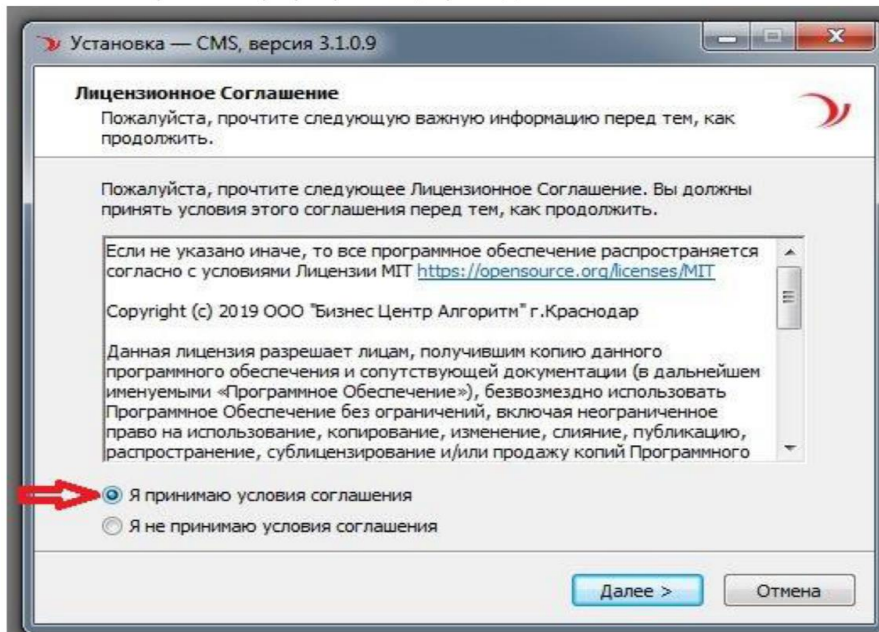 Установка — CMS, версия 3.1.0.9
Лицензионное Соглашение
Пожалуйста, прочтите следующую важную информацию перед тем, как
продолжить.
Пожалуйста, прочтите следующее Лицензионное Соглашение. Вы должны
принять условия этого соглашения перед тем, как продолжить.
Если не указано иначе, то все программное обеспечение распространяется
согласно с условиями Лицензии MIT https://opensource.org/licenses/MIT
Copyright (c) 2019 ООО "Бизнес Центр Алгоритм" г.Краснодар
Данная лицензия разрешает лицам, получившим копию данного
программного обеспечения и сопутствующей документации (в дальнейшем
именуемыми «Программное Обеспечение»), безвозмездно использовать
Программное Обеспечение без ограничений, включая неограниченное
право на использование, копирование, изменение, слияние, публикацию,
распространение, сублицензирование и/или продажу копий Программного
Я принимаю условия соглашения
Я не принимаю условия соглашения
Далее >
Отмена